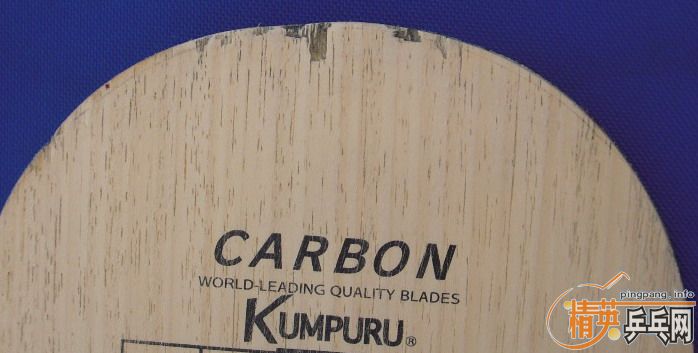 CARBON
WORLD-LEADING QUALITY BLADES
KUMPURU®
pingpang.info
精英乒乓网